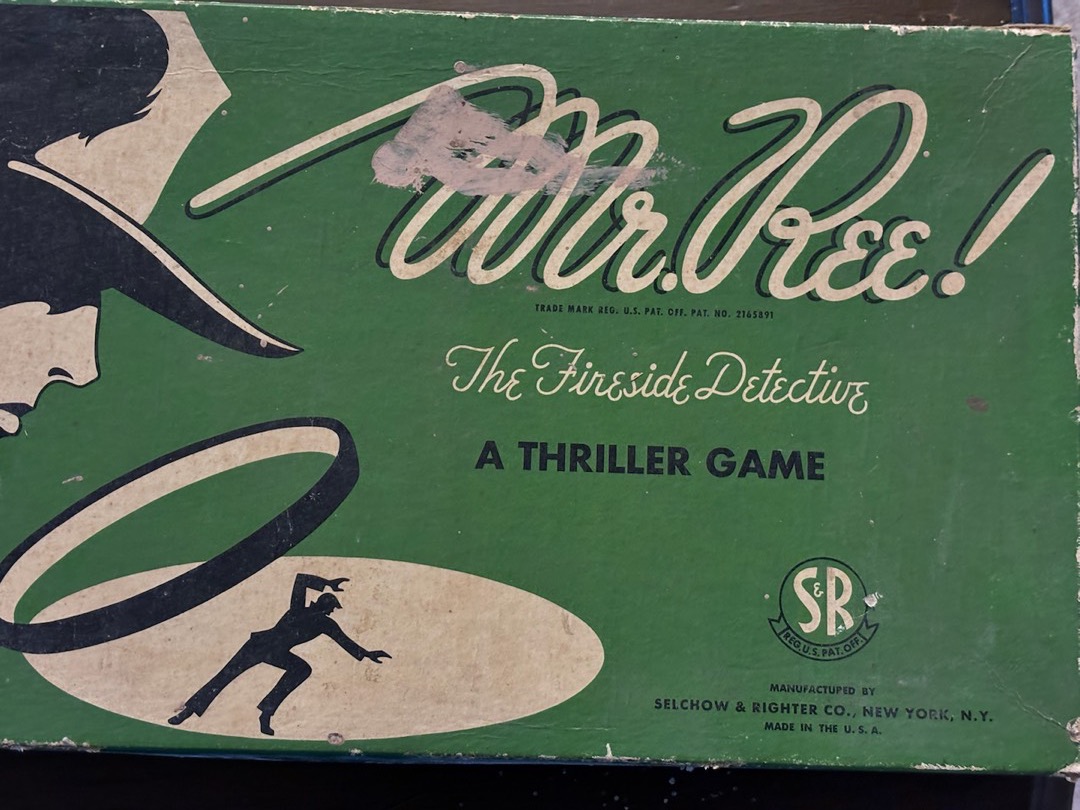 Mr. Ree!
TRADE MARK REG. U.S. PAT. OFF. PAT. NO. 2165891
The Fireside Detective
A THRILLER GAME
S&R
REG. U.S. PAT. OFF.
MANUFACTURED BY
SELCHOW & RIGHTER CO., NEW YORK, N.Y.
MADE IN THE U. S. A.